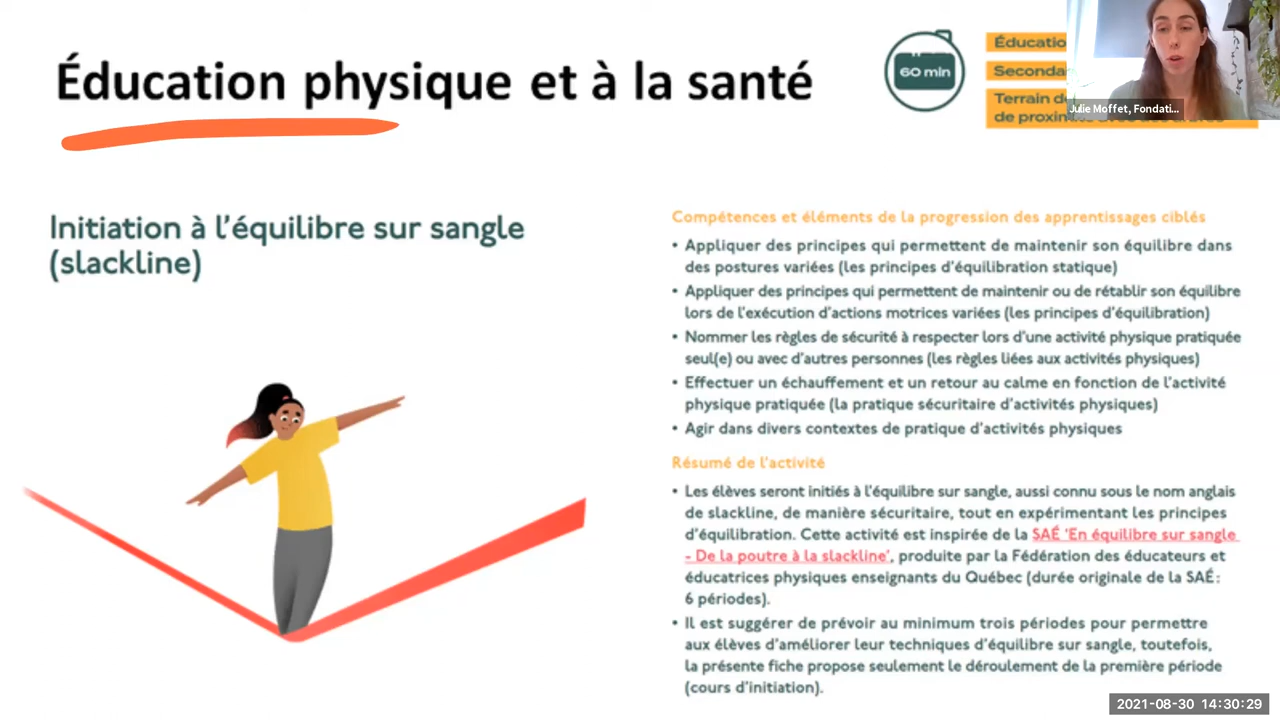 Éducation physique et à la santé
60 min
Terrain
de
Julie Moffet, Fondati...
Initiation à l'équilibre sur sangle
(slackline)
Compétences et éléments de la progression des apprentissages ciblés
• Appliquer des principes qui permettent de maintenir son équilibre dans
des postures variées (les principes d'équilibration statique)
• Appliquer des principes qui permettent de maintenir ou de rétablir son équilibre
lors de l'exécution d'actions motrices variées (les principes d'équilibration)
• Nommer les règles de sécurité à respecter lors d'une activité physique pratiquée
seul(e) ou avec d'autres personnes (les règles liées aux activités physiques)
• Effectuer un échauffement et un retour au calme en fonction de l'activité
physique pratiquée (la pratique sécuritaire d'activités physiques)
• Agir dans divers contextes de pratique d'activités physiques
Résumé de l'activité
• Les élèves seront initiés à l'équilibre sur sangle, aussi connu sous le nom anglais
de slackline, de manière sécuritaire, tout en expérimentant les principes
d'équilibration. Cette activité est inspirée de la SAÉ 'En équilibre sur sangle
- De la poutre à la slackline', produite par la Fédération des éducateurs et
éducatrices physiques enseignants du Québec (durée originale de la SAÉ :
6 périodes).
• Il est suggérer de prévoir au minimum trois périodes pour permettre
aux élèves d'améliorer leur techniques d'équilibre sur sangle, toutefois,
la présente fiche propose seulement le déroulement de la première période
(cours d'initiation).
2021-08-30 14:30:29